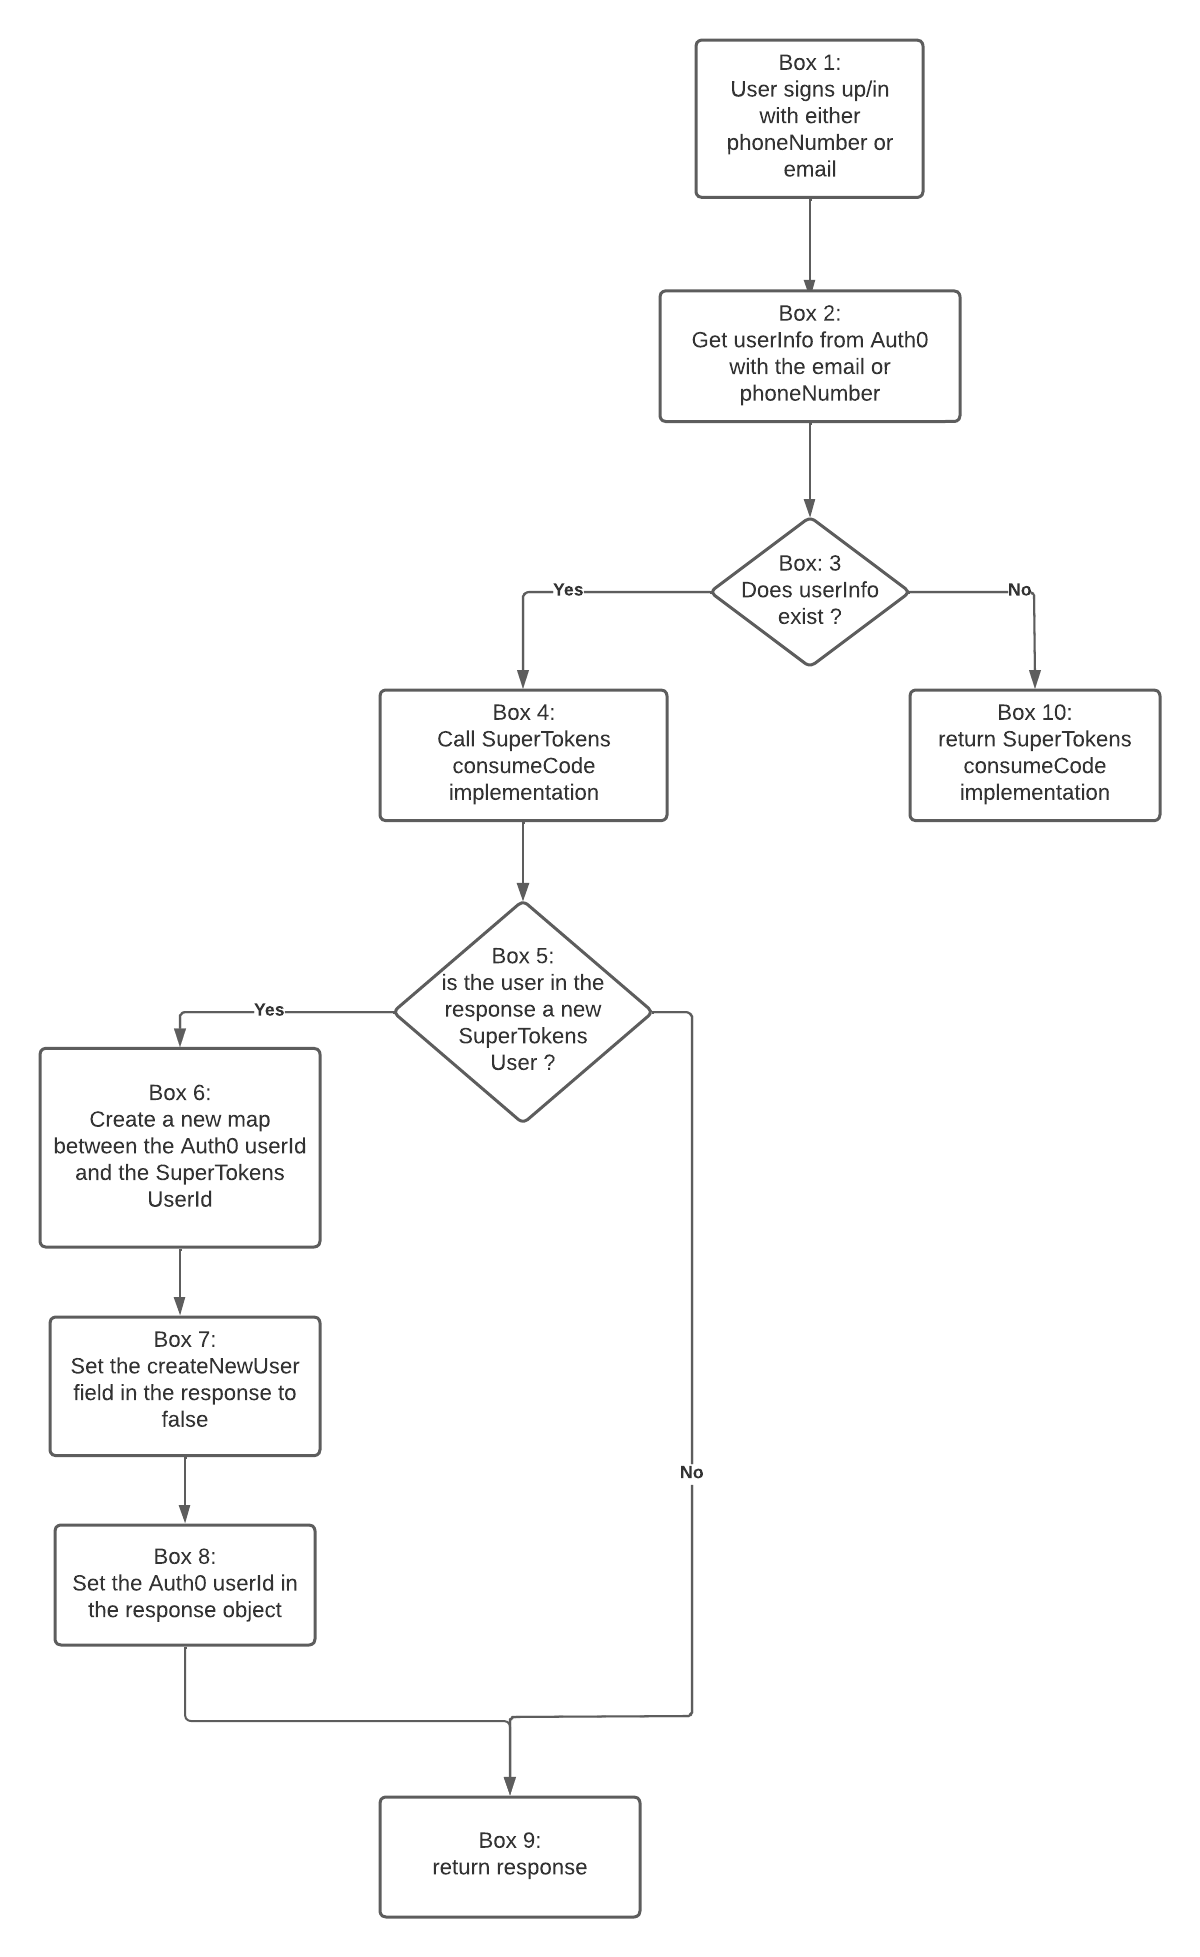 Box 1:
User signs up/in
with either
phoneNumber or
email
Box 2:
Get userInfo from Auth0
with the email or
phoneNumber
Box: 3
Does userInfo
exist ?
Yes
No
Box 4:
Call SuperTokens
consumeCode
implementation
Box 10:
return SuperTokens
consumeCode
implementation
Box 5:
is the user in the
response a new
SuperTokens
User ?
Yes
Box 6:
Create a new map
between the Auth0 userId
and the SuperTokens
UserId
Box 7:
Set the createNewUser
field in the response to
false
No
Box 8:
Set the Auth0 userId in
the response object
Box 9:
return response